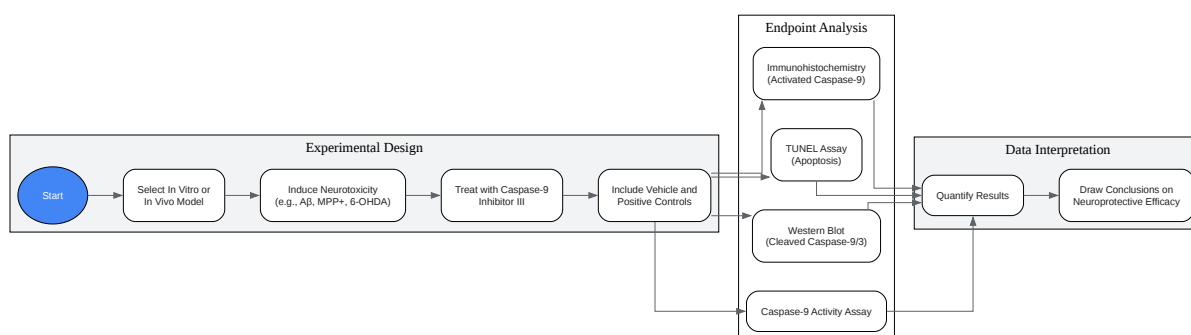 Endpoint Analysis
Immunohistochemistry
(Activated Caspase-9)
Experimental Design
TUNEL Assay
(Apoptosis)
Data Interpretation
Start
Select In Vitro or
In Vivo Model
Induce Neurotoxicity
(e.g., Aβ, MPP+, 6-OHDA)
Treat with Caspase-9
Inhibitor III
Include Vehicle and
Positive Controls
Quantify Results
Draw Conclusions on
Neuroprotective Efficacy
Western Blot
(Cleaved Caspase-9/3)
Caspase-9 Activity Assay